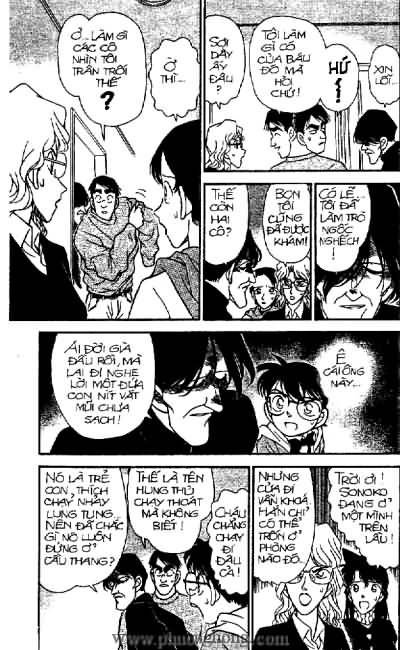 XIN
LỖI...
HỨ
!
TÔI LÀM
GÌ CÓ
CỦA BÁU
ĐÓ MÀ
HỎI
CHỨ!
SỢI
DÂY
ẤY
ĐÂU
?
Ờ
THÌ...
Ơ...LÀM GÌ
CÁC CÔ
NHÌN TÔI
TRÂN TRỐI
THẾ
?
CÓ LẼ...
TÔI ĐÃ
LÀM TRÒ
NGỐC
NGHẾCH
!
BỌN
TÔI
CŨNG
ĐÃ ĐƯỢC
KHÁM!
THẾ
CÒN
HAI
CÔ?
Ê
CÁI ÔNG
NÀY...
AI ĐỜI GIÀ
ĐẦU RỒI, MÀ
LẠI ĐI NGHE
LỜI MỘT ĐỨA
CON NÍT VẮT
MŨI CHƯA
SẠCH!
TRỜI ƠI!
SONOKO
ĐANG Ở
MỘT MÌNH
TRÊN
LẦU!
NHƯNG
CỬA ĐI
VẪN KHOÁ
HẮN CHỈ
CÓ THỂ
TRỐN Ở
PHÒNG
NÀO ĐÓ...
CHÁU
CHẲNG
CHẠY
ĐI
ĐÂU
CẢ!
THẾ LÀ TÊN
HUNG THỦ
CHẠY THOÁT
MÀ KHÔNG
BIẾT!
NÓ LÀ TRẺ
CON, THÍCH
CHẠY NHẢY
LUNG TUNG...
NÊN ĐÃ CHẮC
GÌ NÓ LUÔN
ĐỨNG Ở
CẦU THANG?